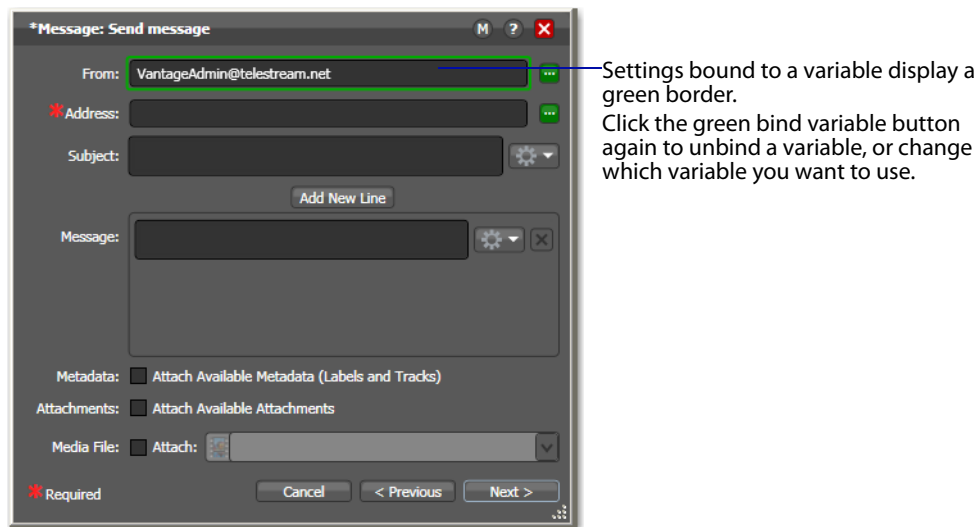 *Message: Send message
M ?
From: VantageAdmin@telestream.net
*Address:
Subject:
Add New Line
Message:
Metadata: Attach Available Metadata (Labels and Tracks)
Attachments: Attach Available Attachments
Media File: Attach:
*Required
Cancel < Previous Next >
Settings bound to a variable display a
green border.
Click the green bind variable button
again to unbind a variable, or change
which variable you want to use.